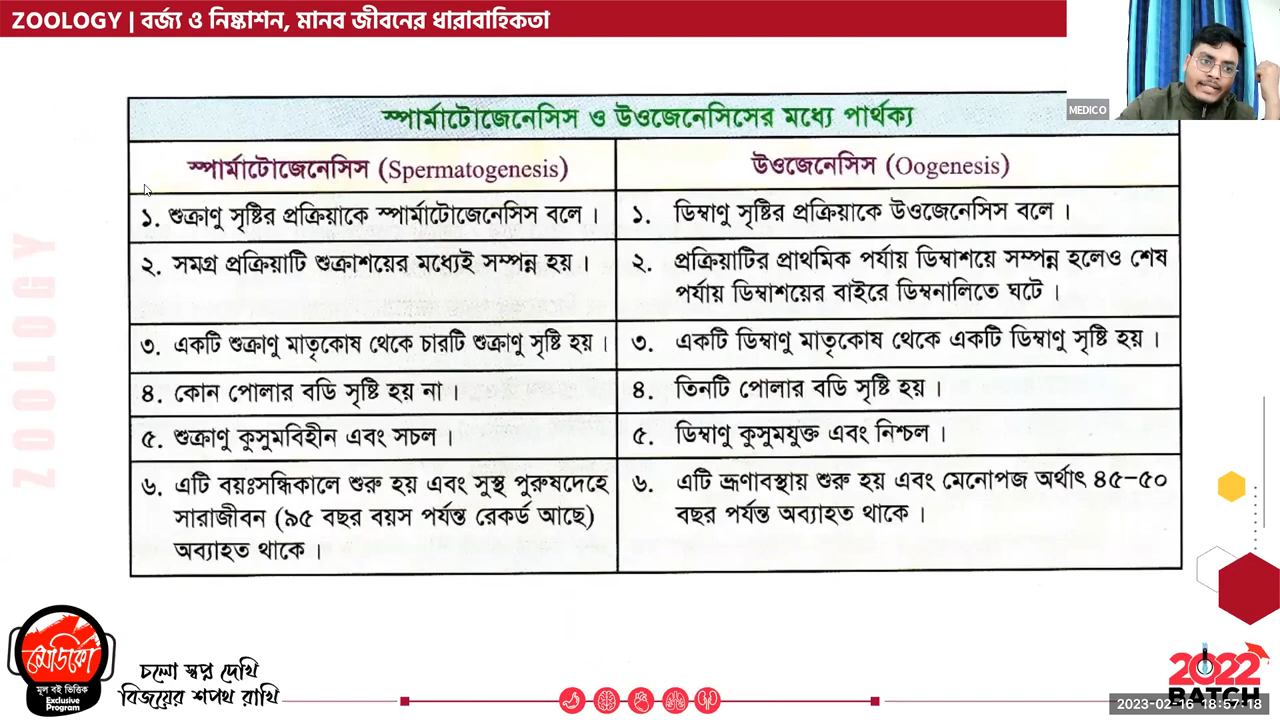 ZOOLOGY | বর্জ্য ও নিষ্কাশন, মানব জীবনের ধারাবাহিকতা
MEDICO
স্পার্মাটোজেনেসিস ও উওজেনেসিসের মধ্যে পার্থক্য
স্পার্মাটোজেনেসিস (Spermatogenesis)
উওজেনেসিস (Oogenesis)
১. শুক্রাণু সৃষ্টির প্রক্রিয়াকে স্পার্মাটোজেনেসিস বলে।
১. ডিম্বাণু সৃষ্টির প্রক্রিয়াকে উওজেনেসিস বলে।
২. সমগ্র প্রক্রিয়াটি শুক্রাশয়ের মধ্যেই সম্পন্ন হয়।
২. প্রক্রিয়াটির প্রাথমিক পর্যায় ডিম্বাশয়ে সম্পন্ন হলেও শেষ
পর্যায় ডিম্বাশয়ের বাইরে ডিম্বনালিতে ঘটে।
৩. একটি শুক্রাণু মাতৃকোষ থেকে চারটি শুক্রাণু সৃষ্টি হয়।
৩. একটি ডিম্বাণু মাতৃকোষ থেকে একটি ডিম্বাণু সৃষ্টি হয়।
৪. কোন পোলার বডি সৃষ্টি হয় না।
৪. তিনটি পোলার বডি সৃষ্টি হয়।
৫. শুক্রাণু কুসুমবিহীন এবং সচল।
৫. ডিম্বাণু কুসুমযুক্ত এবং নিশ্চল।
৬. এটি বয়ঃসন্ধিকালে শুরু হয় এবং সুস্থ পুরুষদেহে
সারাজীবন (৯৫ বছর বয়স পর্যন্ত রেকর্ড আছে)
অব্যাহত থাকে।
৬. এটি ভ্রূণাবস্থায় শুরু হয় এবং মেনোপজ অর্থাৎ ৪৫–৫০
বছর পর্যন্ত অব্যাহত থাকে।
ZOOLOGY
মেডিকো
মূল বই ভিত্তিক
Exclusive
Program
চলো স্বপ্ন দেখি
বিজয়ের শপথ রাখি
2022
BATCH
2023-02-16 18:57:18